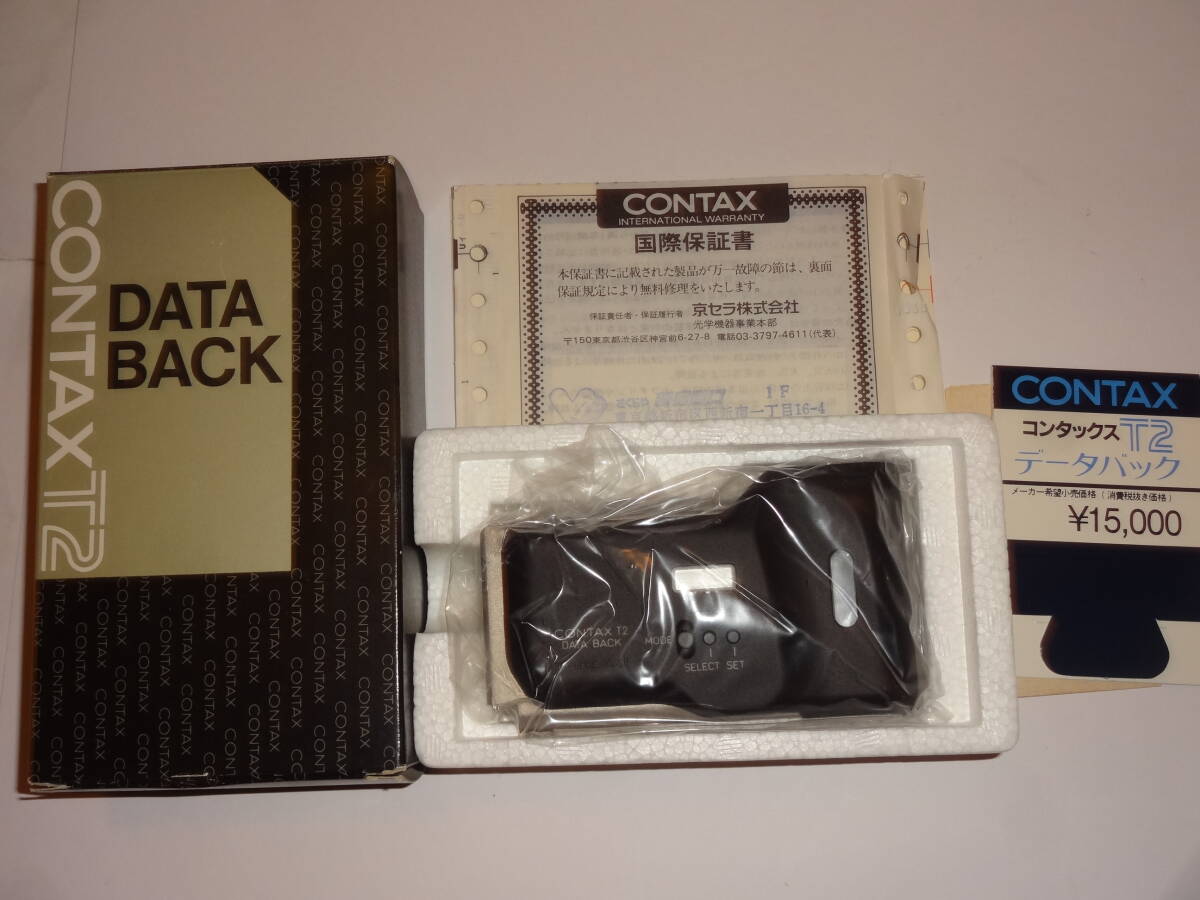 CONTAX T2
DATA
BACK
CONTAX
INTERNATIONAL WARRANTY
国際保証書
本保証書に記載された製品が万一故障の節は、裏面
保証規定により無料修理をいたします。
保証責任者・保証履行者 京セラ株式会社
光学機器事業本部
〒150東京都渋谷区神宮前6-27-8 電話03-3797-4611(代表)
1F
一丁目16-4
CONTAX T2
DATA BACK
MODE
SELECT SET
CONTAX
コンタックス T2
データバック
メーカー希望小売価格(消費税抜き価格)
¥15,000